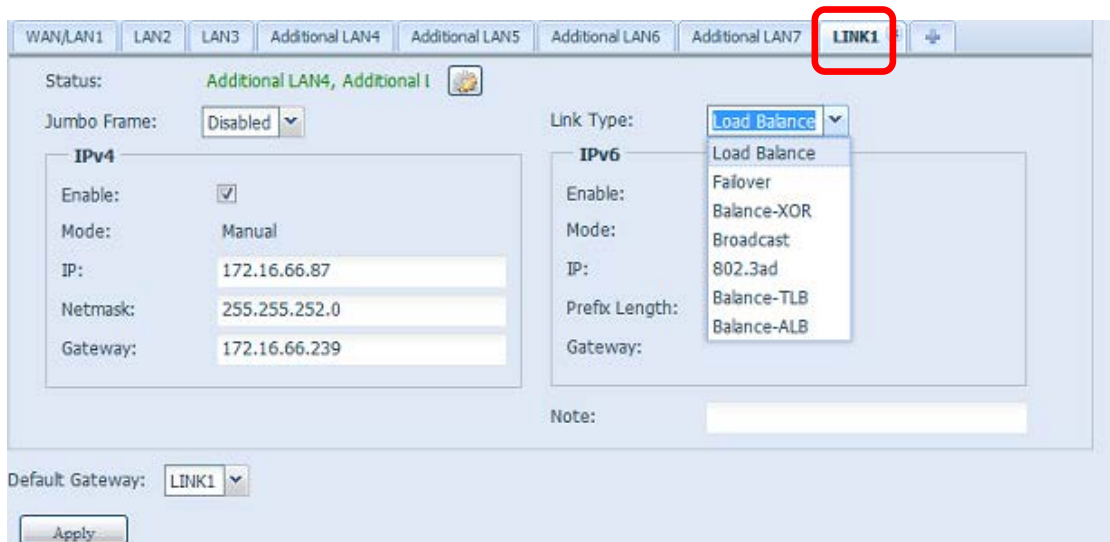 WAN/LAN1 LAN2 LAN3 Additional LAN4 Additional LAN5 Additional LAN6 Additional LAN7 LINK1
Status: Additional LAN4, Additional L
Jumbo Frame: Disabled Link Type: Load Balance
IPv4 IPv6 Load Balance
Enable: Enable: Failover
Balance-XOR
Mode: Manual Mode: Broadcast
IP: 172.16.66.87 IP: 802.3ad
Netmask: 255.255.252.0 Prefix Length: Balance-TLB
Balance-ALB
Gateway: 172.16.66.239 Gateway:
Note:
Default Gateway: LINK1
Apply